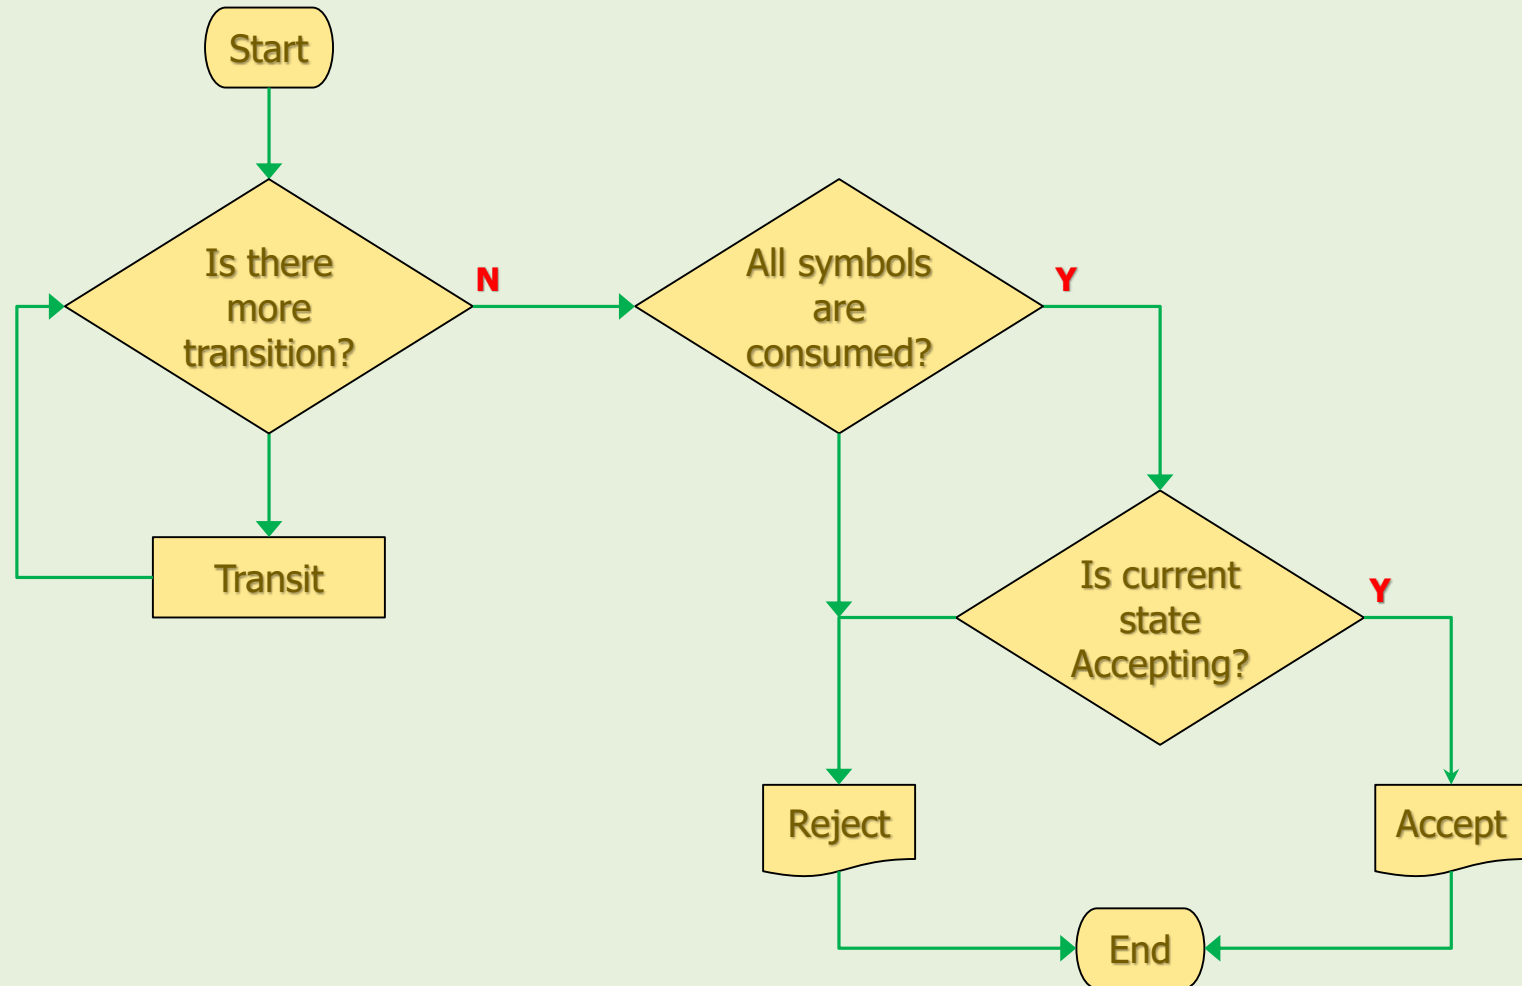 Start
Is there
more
transition?
N
All symbols
are
consumed?
Y
Transit
Is current
state
Accepting?
Y
Reject
Accept
End